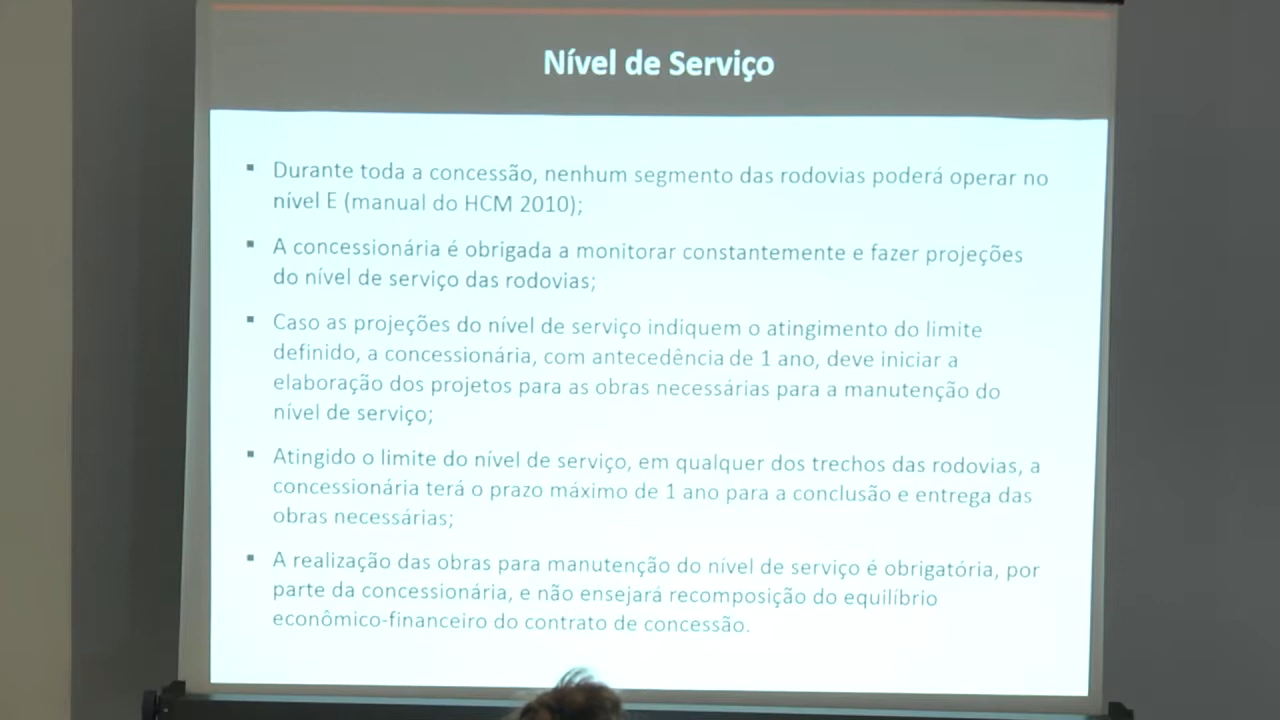 Nível de Serviço
▪ Durante toda a concessão, nenhum segmento das rodovias poderá operar no
nível E (manual do HCM 2010);
▪ A concessionária é obrigada a monitorar constantemente e fazer projeções
do nível de serviço das rodovias;
▪ Caso as projeções do nível de serviço indiquem o atingimento do limite
definido, a concessionária, com antecedência de 1 ano, deve iniciar a
elaboração dos projetos para as obras necessárias para a manutenção do
nível de serviço;
▪ Atingido o limite do nível de serviço, em qualquer dos trechos das rodovias, a
concessionária terá o prazo máximo de 1 ano para a conclusão e entrega das
obras necessárias;
▪ A realização das obras para manutenção do nível de serviço é obrigatória, por
parte da concessionária, e não ensejará recomposição do equilíbrio
econômico-financeiro do contrato de concessão.